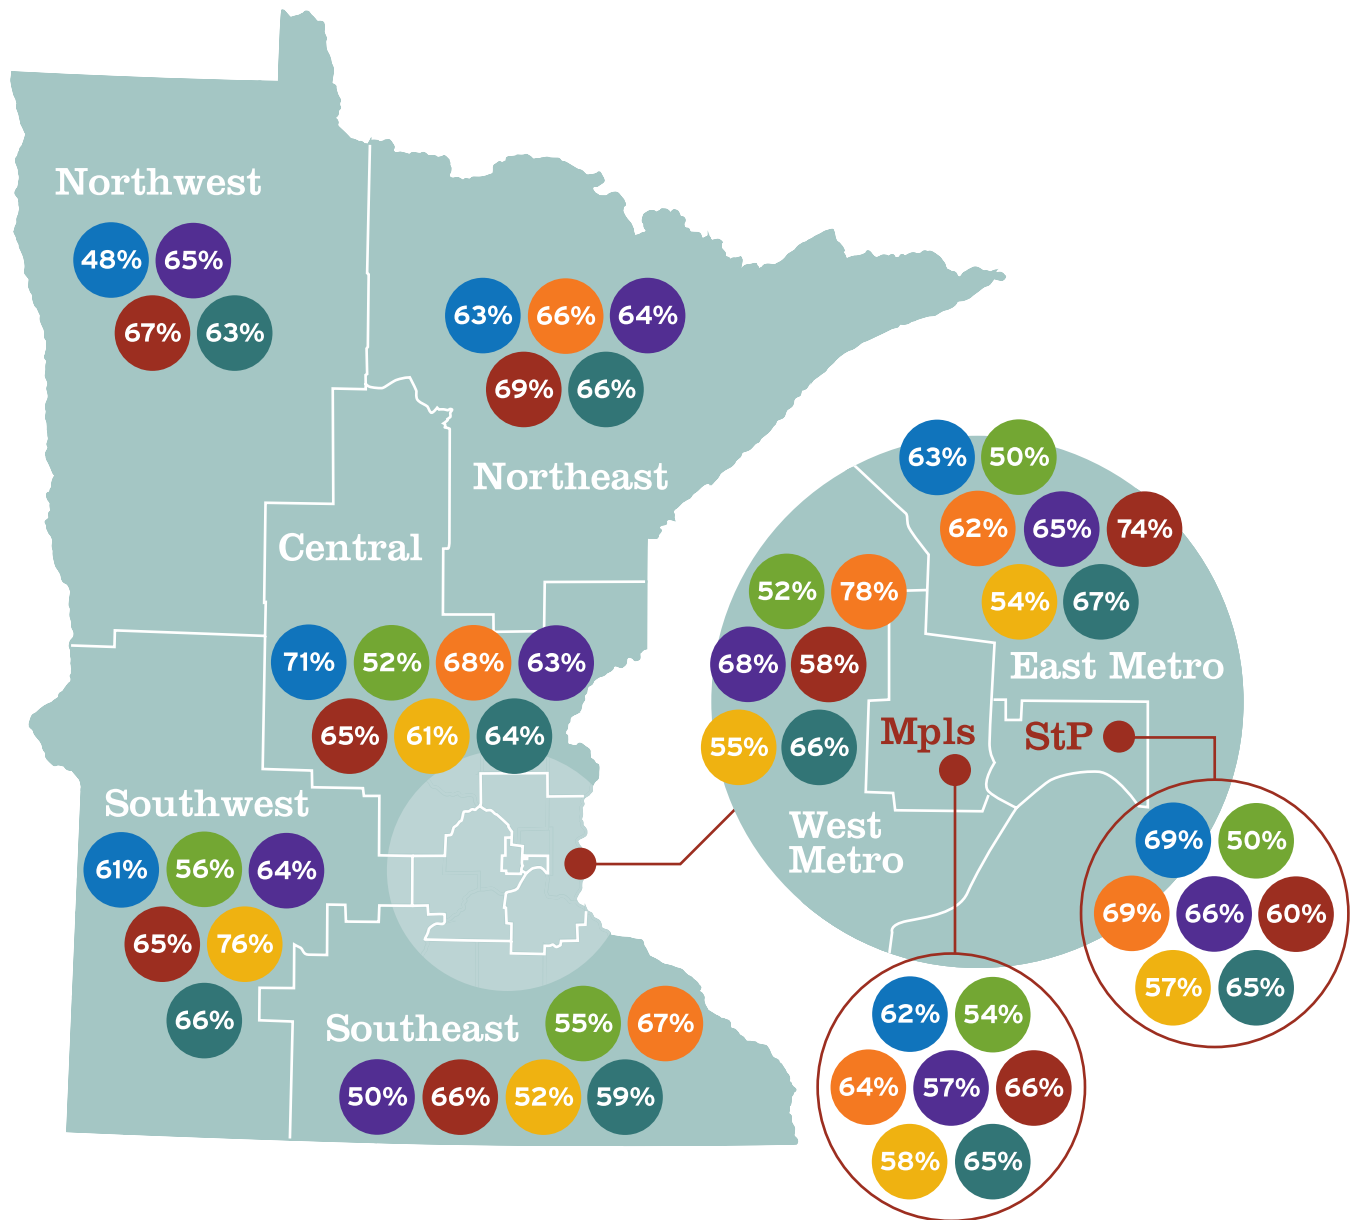 Northwest
48% 65%
67% 63%
63% 66% 64%
69% 66%
Northeast
Central
71% 52% 68% 63%
65% 61% 64%
Southwest
61% 56% 64%
65% 76%
66%
Southeast
55% 67%
50% 66% 52% 59%
63% 50%
62% 65% 74%
54% 67%
East Metro
52% 78%
68% 58%
55% 66%
West
Metro
Mpls
StP
69% 50%
69% 66% 60%
57% 65%
62% 54%
64% 57% 66%
58% 65%